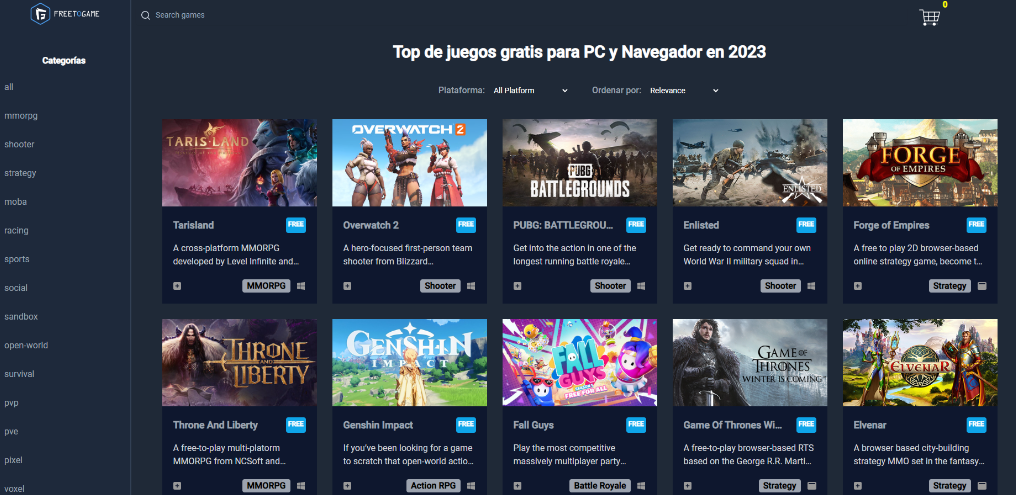 FREETOGAME
Search games
0
Categorías
all
mmorpg
shooter
strategy
moba
racing
sports
social
sandbox
open-world
survival
pvp
pve
pixel
voxel
Top de juegos gratis para PC y Navegador en 2023
Plataforma: All Platform Ordenar por: Relevance
TARISLAND
Tarisland FREE
A cross-platform MMORPG
developed by Level Infinite and...
MMORPG
OVERWATCH 2
Overwatch 2 FREE
A hero-focused first-person team
shooter from Blizzard...
Shooter
PUBG:
BATTLEGROUNDS
PUBG: BATTLEGROU... FREE
Get into the action in one of the
longest running battle royale...
Shooter
ENLISTED
Enlisted FREE
Get ready to command your own
World War II military squad in...
Shooter
FORGE
OF EMPIRES
Forge of Empires FREE
A free to play 2D browser-based
online strategy game, become t...
Strategy
THRONE
AND
LIBERTY
Throne And Liberty FREE
A free-to-play multi-platorm
MMORPG from NCSoft and...
MMORPG
GENSHIN
IMPACT
Genshin Impact FREE
If you've been looking for a game
to scratch that open-world actio...
Action RPG
FALL
GUYS
FREE FOR ALL
Fall Guys FREE
Play the most competitive
massively multiplayer party...
Battle Royale
GAME OF
THRONES
WINTER IS COMING
Game Of Thrones Wi... FREE
A free-to-play browser-based RTS
based on the George R.R. Marti...
Strategy
ELVENAR
Elvenar FREE
A browser based city-building
strategy MMO set in the fantasy...
Strategy